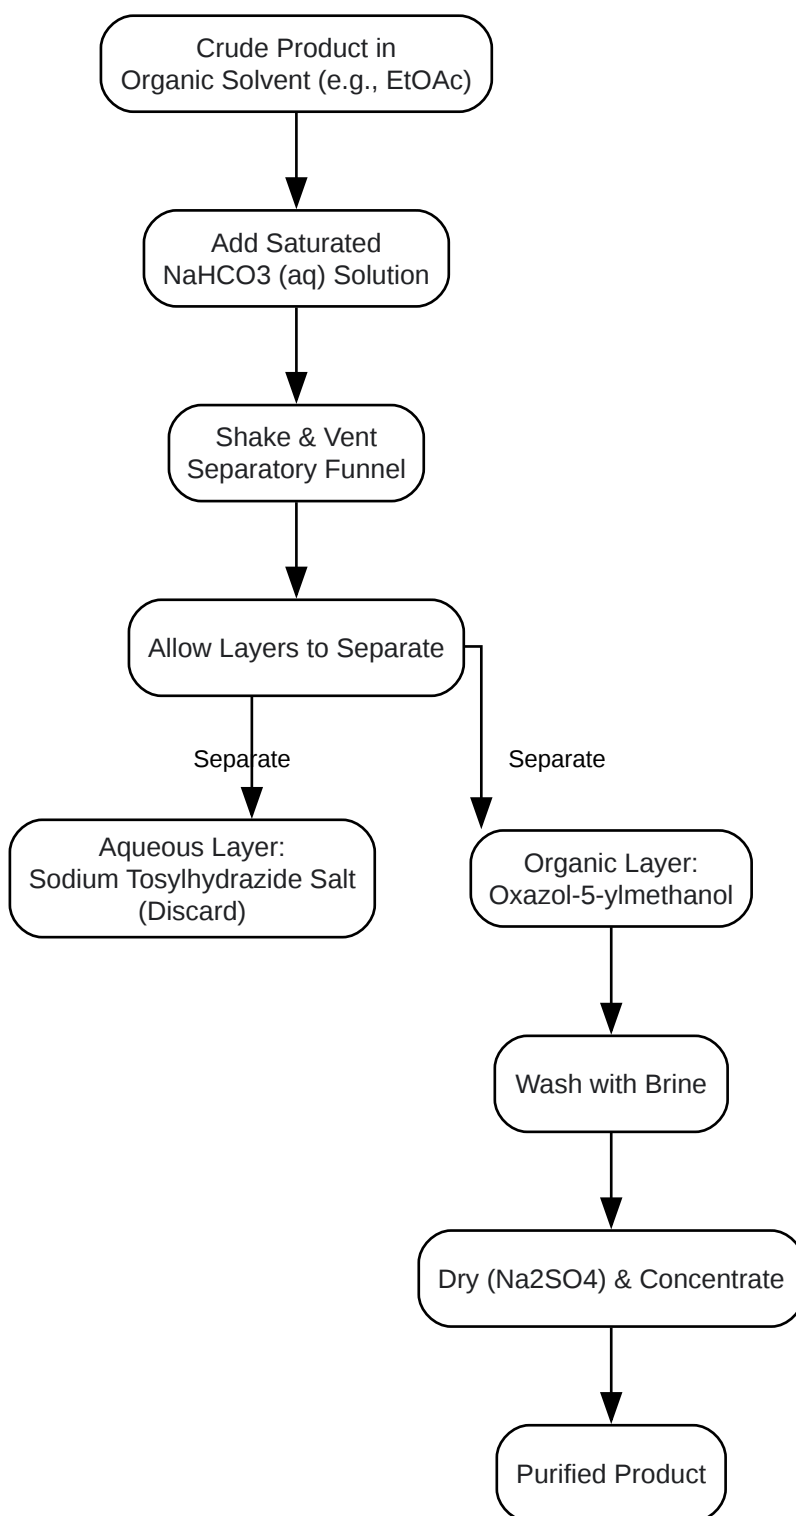 Crude Product in
Organic Solvent (e.g., EtOAc)
Add Saturated
NaHCO3 (aq) Solution
Shake & Vent
Separatory Funnel
Allow Layers to Separate
Separate
Separate
Aqueous Layer:
Sodium Tosylhydrazide Salt
(Discard)
Organic Layer:
Oxazol-5-ylmethanol
Wash with Brine
Dry (Na2SO4) & Concentrate
Purified Product